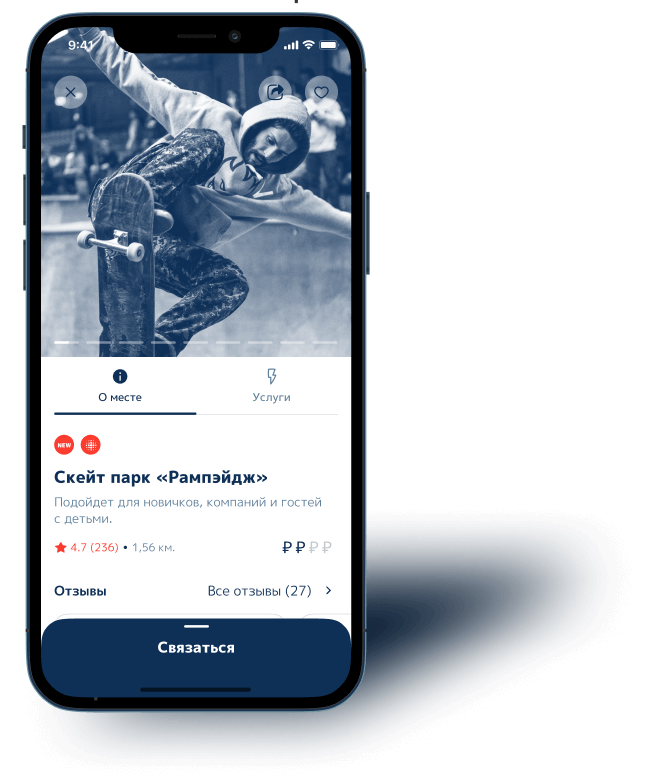 9:41
О месте
Услуги
NEW
Скейт парк «Рампэйдж»
Подойдет для новичков, компаний и гостей
с детьми.
4.7 (236) • 1,56 км. ₽₽₽₽
Отзывы Все отзывы (27)
Связаться